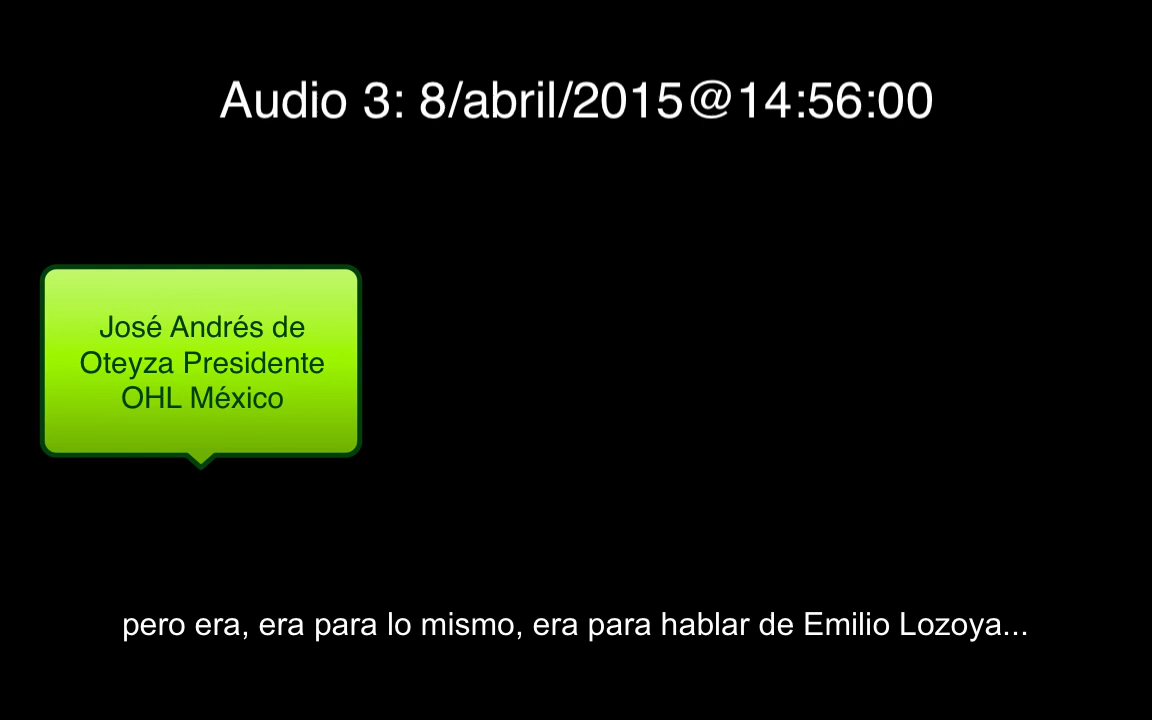 Audio 3: 8/abril/2015@14:56:00
José Andrés de
Oteyza Presidente
OHL México
pero era, era para lo mismo, era para hablar de Emilio Lozoya...